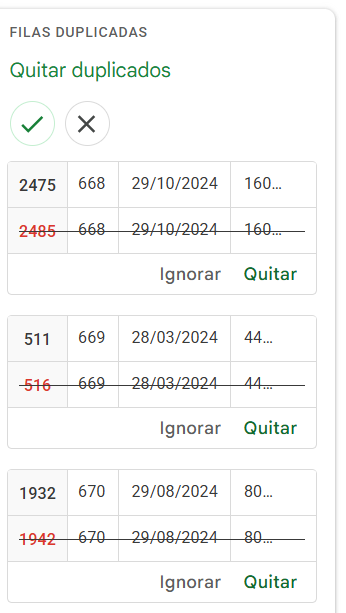 FILAS DUPLICADAS
Quitar duplicados
2475 668 29/10/2024 160...
2485 668 29/10/2024 160...
Ignorar Quitar
511 669 28/03/2024 44...
516 669 28/03/2024 44...
Ignorar Quitar
1932 670 29/08/2024 80...
1942 670 29/08/2024 80...
Ignorar Quitar